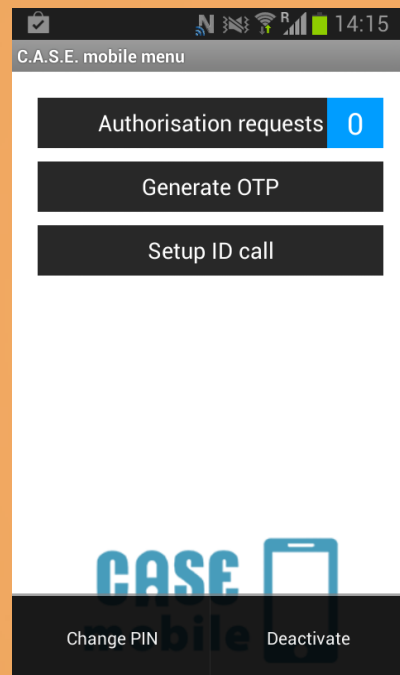 R 14:15
C.A.S.E. mobile menu
Authorisation requests 0
Generate OTP
Setup ID call
CASE
mobile
Change PIN Deactivate